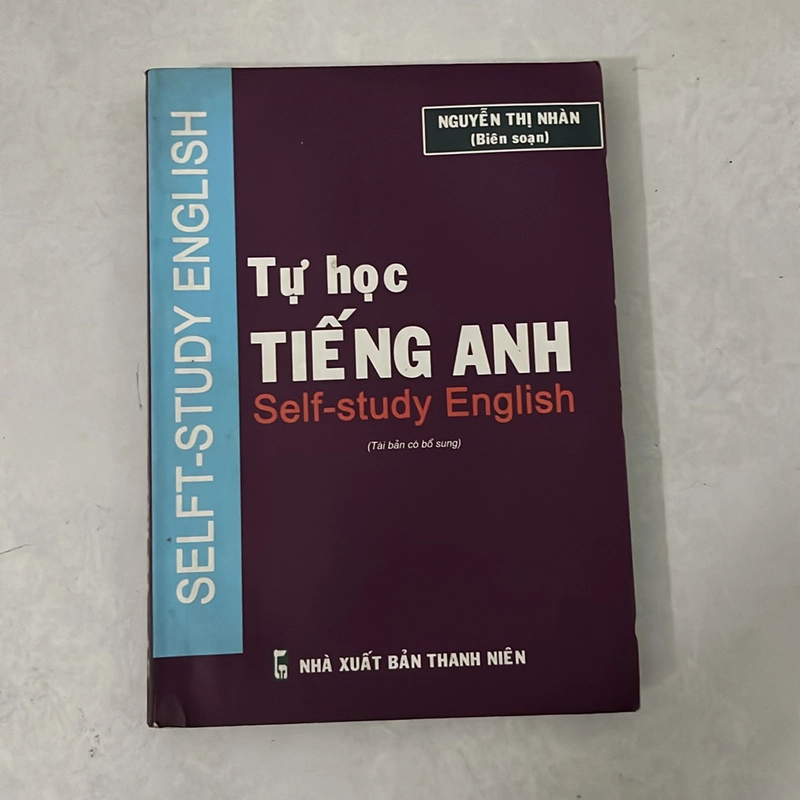 SELFT-STUDY ENGLISH
NGUYỄN THỊ NHÀN
(Biên soạn)
Tự học
TIẾNG ANH
Self-study English
(Tái bản có bổ sung)
NHÀ XUẤT BẢN THANH NIÊN